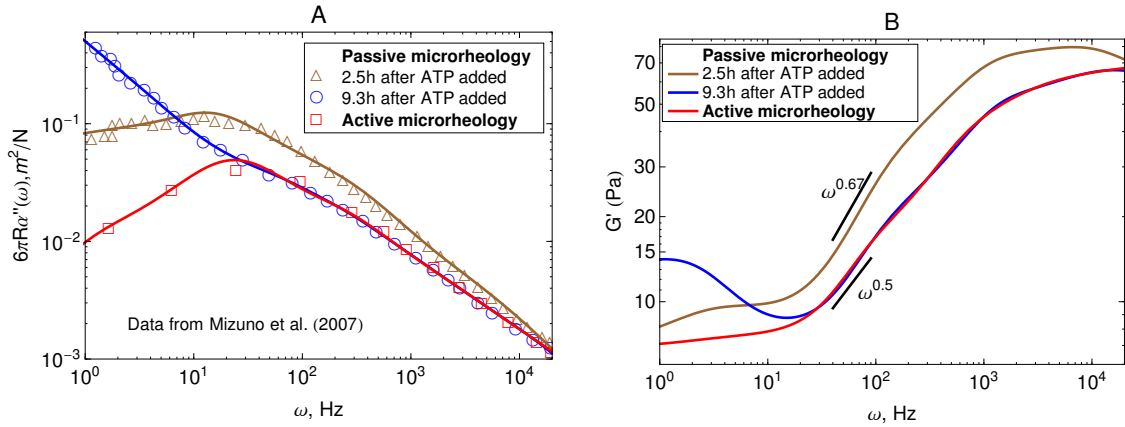 A
6πRα''(ω), m²/N
10⁻¹
10⁻²
10⁻³
Passive microrheology
2.5h after ATP added
9.3h after ATP added
Active microrheology
Data from Mizuno et al. (2007)
10⁰ 10¹ 10² 10³ 10⁴
ω, Hz
B
G' (Pa)
70
50
30
20
15
10
Passive microrheology
2.5h after ATP added
9.3h after ATP added
Active microrheology
ω⁰·⁶⁷
ω⁰·⁵
10⁰ 10¹ 10² 10³ 10⁴
ω, Hz